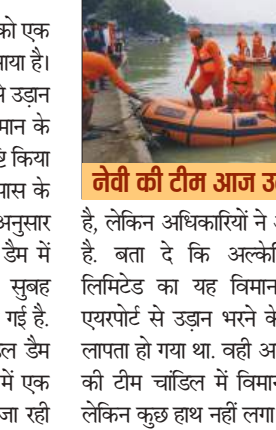 को एक
ाया है।
से उड़ान
मान के
ष्टे किया
ास के
अनुसार
डैम में
सुबह
गई है.
ल डैम
में एक
जा रही
नेवी की टीम आज
है, लेकिन अधिकारियों ने
है. बता दे कि
लिमिटेड का यह विमान
एयरपोर्ट से उड़ान भरने के
लापता हो गया था. वही
की टीम चांडिल में विमान
लेकिन कुछ हाथ नहीं लगा